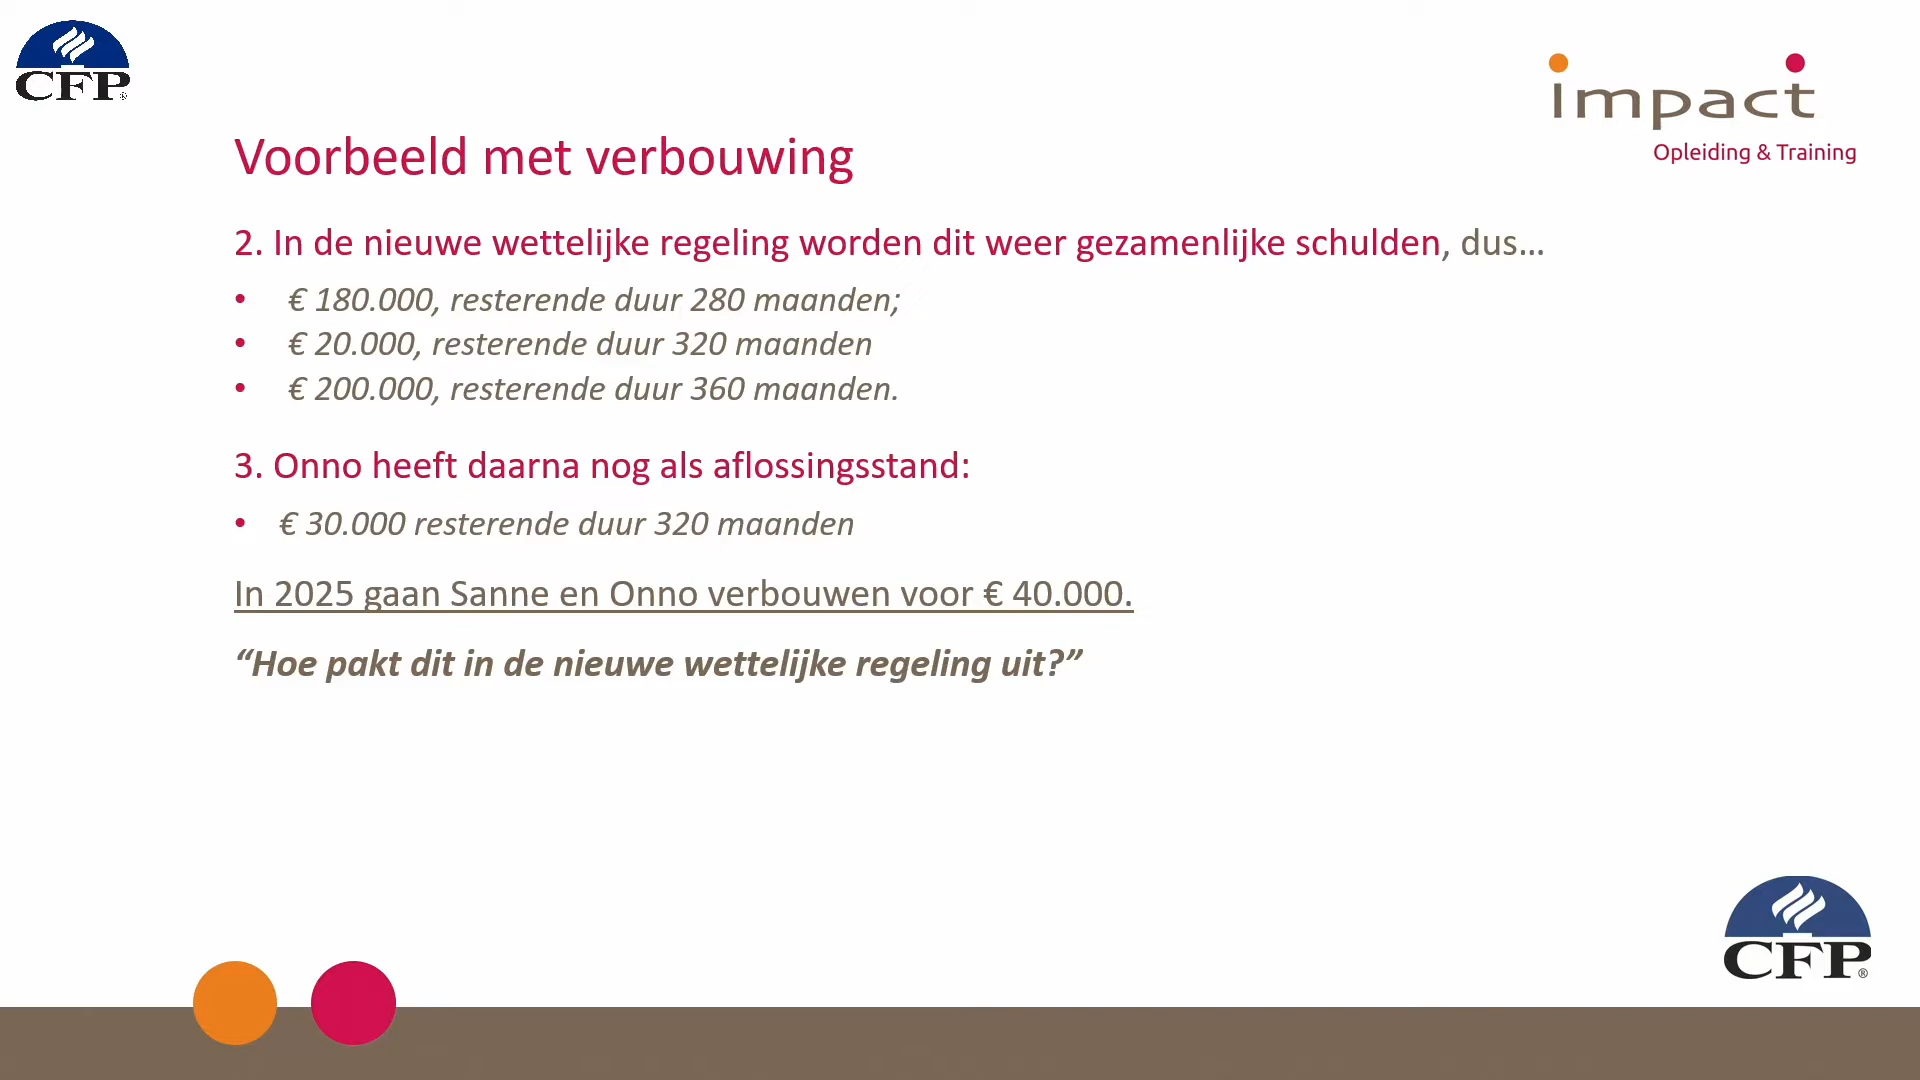 CFP®
impact
Opleiding & Training
Voorbeeld met verbouwing
2. In de nieuwe wettelijke regeling worden dit weer gezamenlijke schulden, dus…
• € 180.000, resterende duur 280 maanden;
• € 20.000, resterende duur 320 maanden
• € 200.000, resterende duur 360 maanden.
3. Onno heeft daarna nog als aflossingsstand:
• € 30.000 resterende duur 320 maanden
In 2025 gaan Sanne en Onno verbouwen voor € 40.000.
“Hoe pakt dit in de nieuwe wettelijke regeling uit?”
CFP®